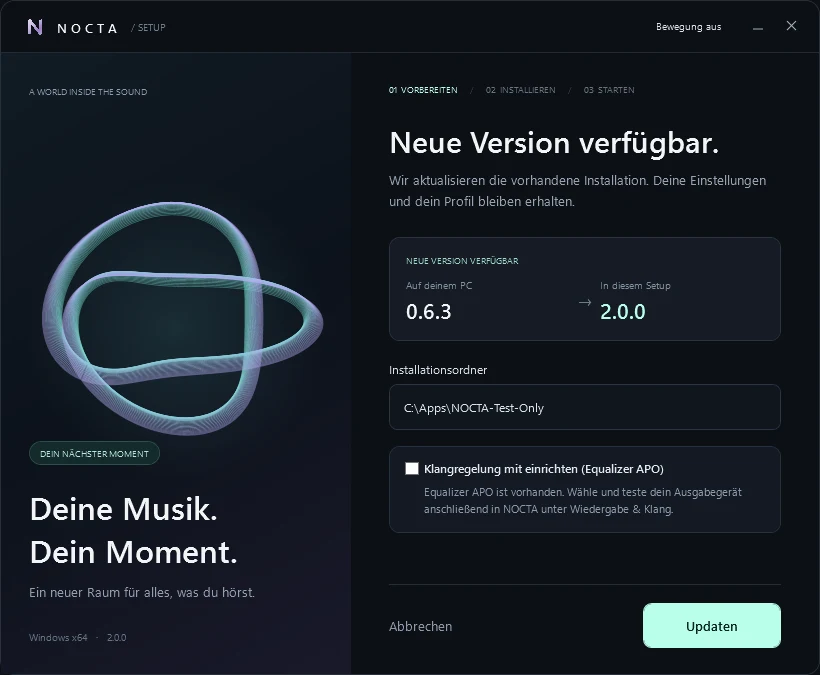 NOCTA / SETUP
Bewegung aus
A WORLD INSIDE THE SOUND
DEIN NÄCHSTER MOMENT
Deine Musik.
Dein Moment.
Ein neuer Raum für alles, was du hörst.
Windows x64 · 2.0.0
01 VORBEREITEN / 02 INSTALLIEREN / 03 STARTEN
Neue Version verfügbar.
Wir aktualisieren die vorhandene Installation. Deine Einstellungen
und dein Profil bleiben erhalten.
NEUE VERSION VERFÜGBAR
Auf deinem PC
0.6.3
→
In diesem Setup
2.0.0
Installationsordner
C:\Apps\NOCTA-Test-Only
Klangregelung mit einrichten (Equalizer APO)
Equalizer APO ist vorhanden. Wähle und teste dein Ausgabegerät
anschließend in NOCTA unter Wiedergabe & Klang.
Abbrechen
Updaten